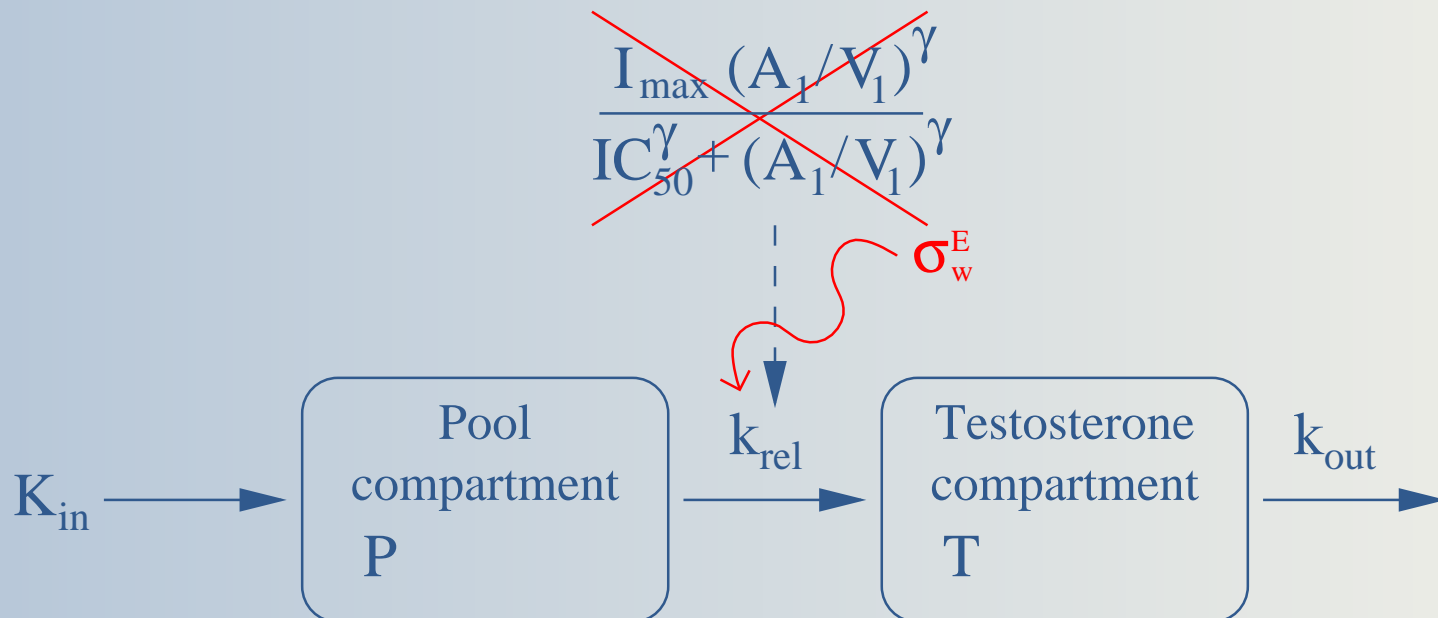 I_max (A_1/V_1)^γ
IC_50^γ + (A_1/V_1)^γ
σ_w^E
K_in
Pool
compartment
P
k_rel
Testosterone
compartment
T
k_out